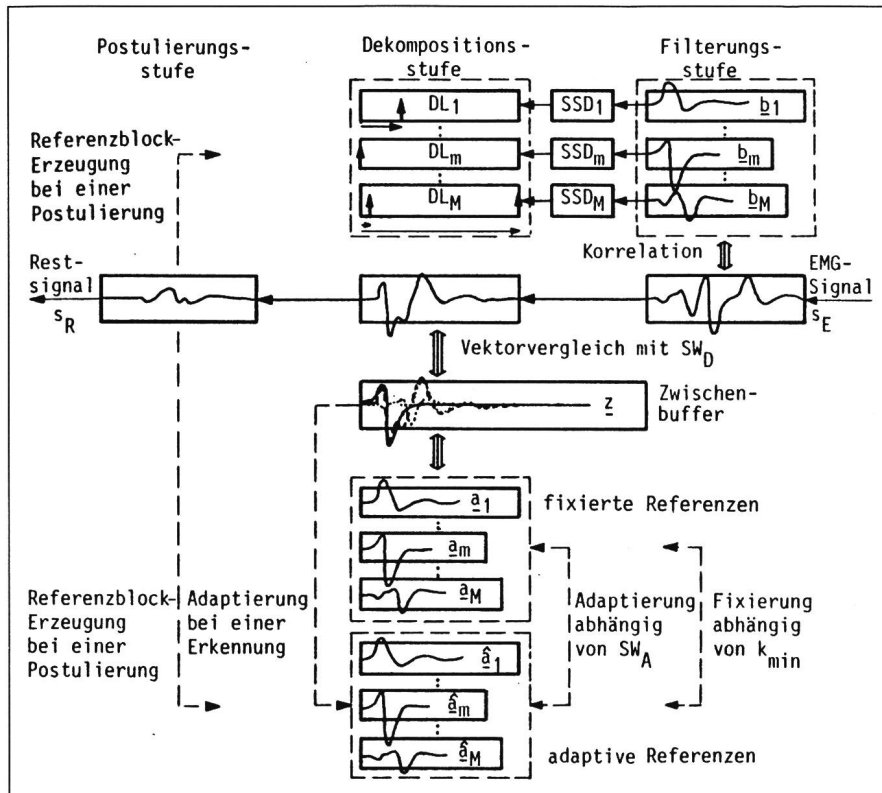 Postulierungs-
stufe
Dekompositions-
stufe
Filterungs-
stufe
DL1
SSD1
b1
DLm
SSDm
bm
DLM
SSDM
bM
Referenzblock-
Erzeugung
bei einer
Postulierung
Korrelation
Rest-
signal
sR
EMG-
Signal
sE
Vektorvergleich mit SWD
z
Zwischen-
buffer
a1
am
aM
fixierte Referenzen
Referenzblock-
Erzeugung
bei einer
Postulierung
Adaptierung
bei einer
Erkennung
Adaptierung
abhängig
von SWA
Fixierung
abhängig
von kmin
â1
âm
âM
adaptive Referenzen